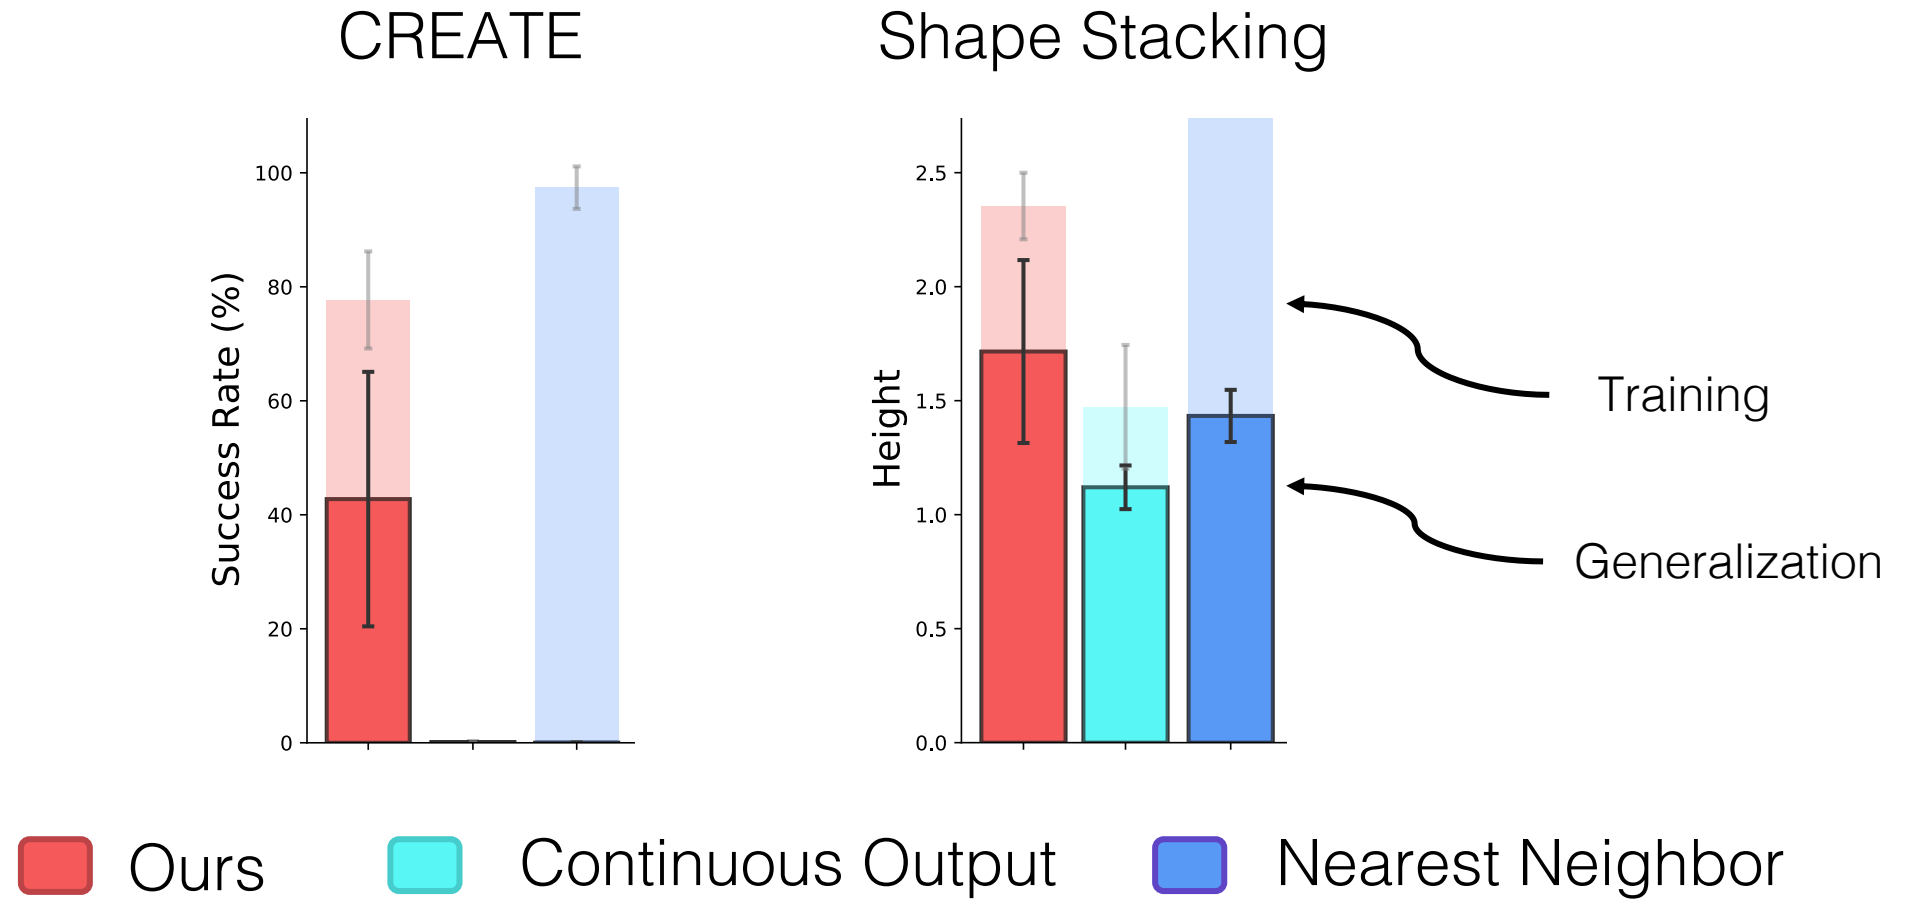 CREATE
Shape Stacking
Success Rate (%)
100
80
60
40
20
0
Height
2.5
2.0
1.5
1.0
0.5
0.0
Training
Generalization
Ours
Continuous Output
Nearest Neighbor